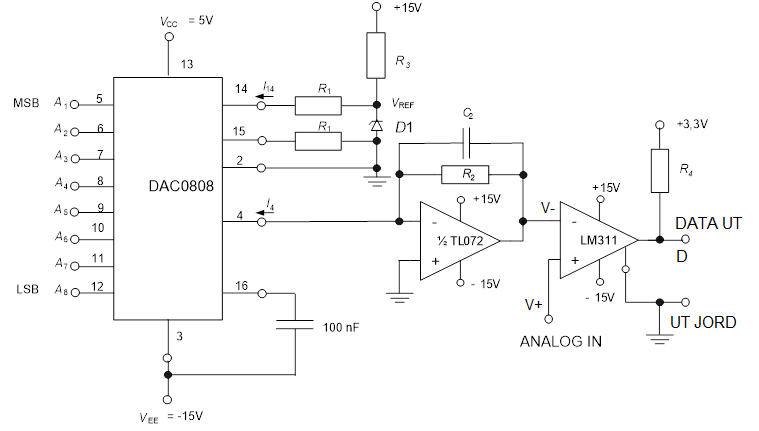 +15V
V_CC = 5V
R_3
13
MSB A_1 5
14 I_14 R_1 V_REF
A_2 6
15 R_1 D1
A_3 7
2
A_4 8
DAC0808
A_5 9
4 I_4
A_6 10
A_7 11
LSB A_8 12
16
100 nF
3
V_EE = -15V
C_2
R_2
+15V
-
½ TL072
+
- 15V
V-
+15V
-
LM311
+
- 15V
V+
ANALOG IN
+3,3V
R_4
DATA UT
D
UT JORD